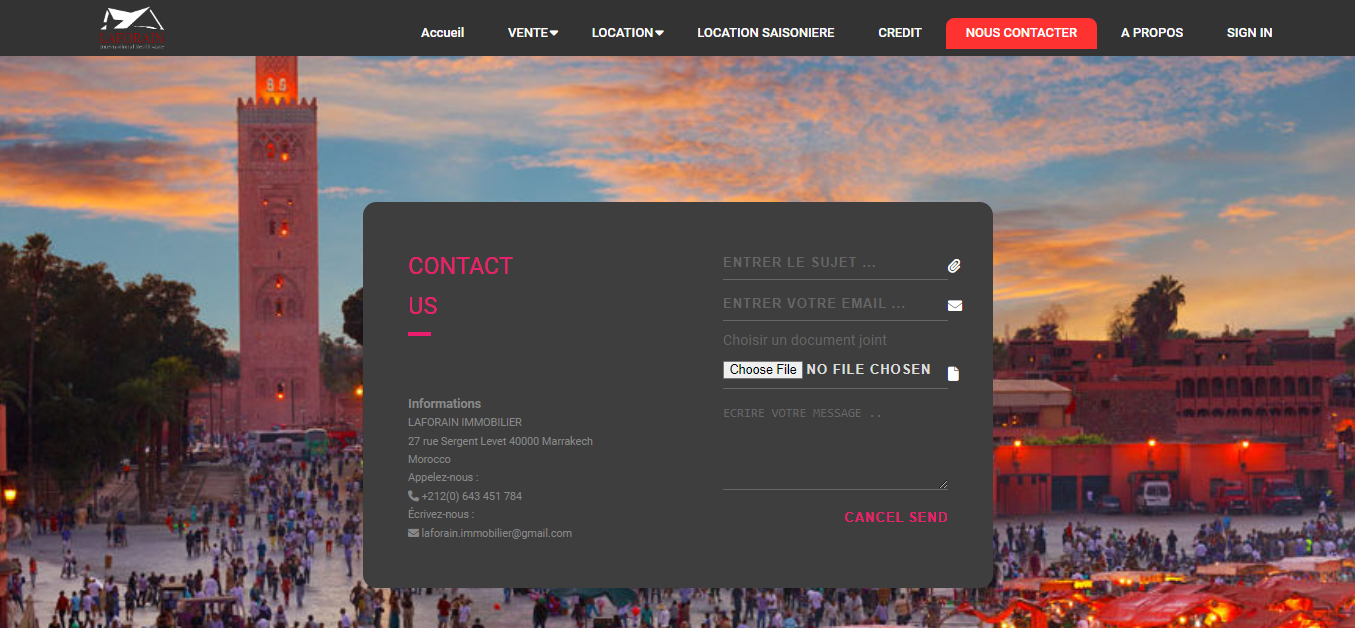 LAFORAIN
Accueil
VENTE
LOCATION
LOCATION SAISONIERE
CREDIT
NOUS CONTACTER
A PROPOS
SIGN IN
CONTACT
US
Informations
LAFORAIN IMMOBILIER
27 rue Sergent Levet 40000 Marrakech
Morocco
Appelez-nous :
+212(0) 643 451 784
Écrivez-nous :
laforain.immobilier@gmail.com
ENTRER LE SUJET ...
ENTRER VOTRE EMAIL ...
Choisir un document joint
Choose File NO FILE CHOSEN
ECRIRE VOTRE MESSAGE ..
CANCEL SEND